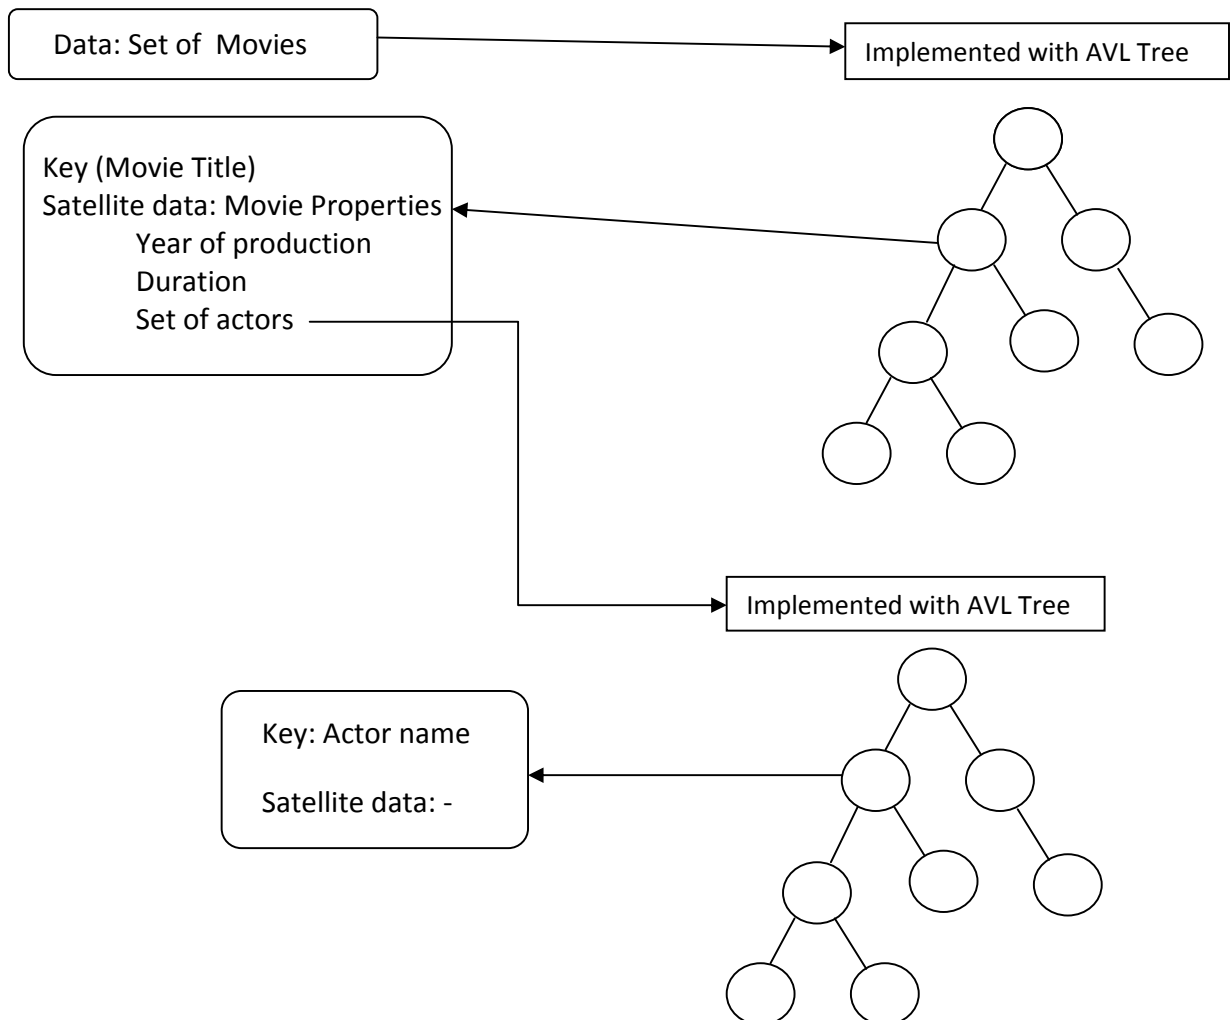 Data: Set of  Movies
Implemented with AVL Tree
Key (Movie Title)
Satellite data: Movie Properties
Year of production
Duration
Set of actors
Implemented with AVL Tree
Key: Actor name
Satellite data: -